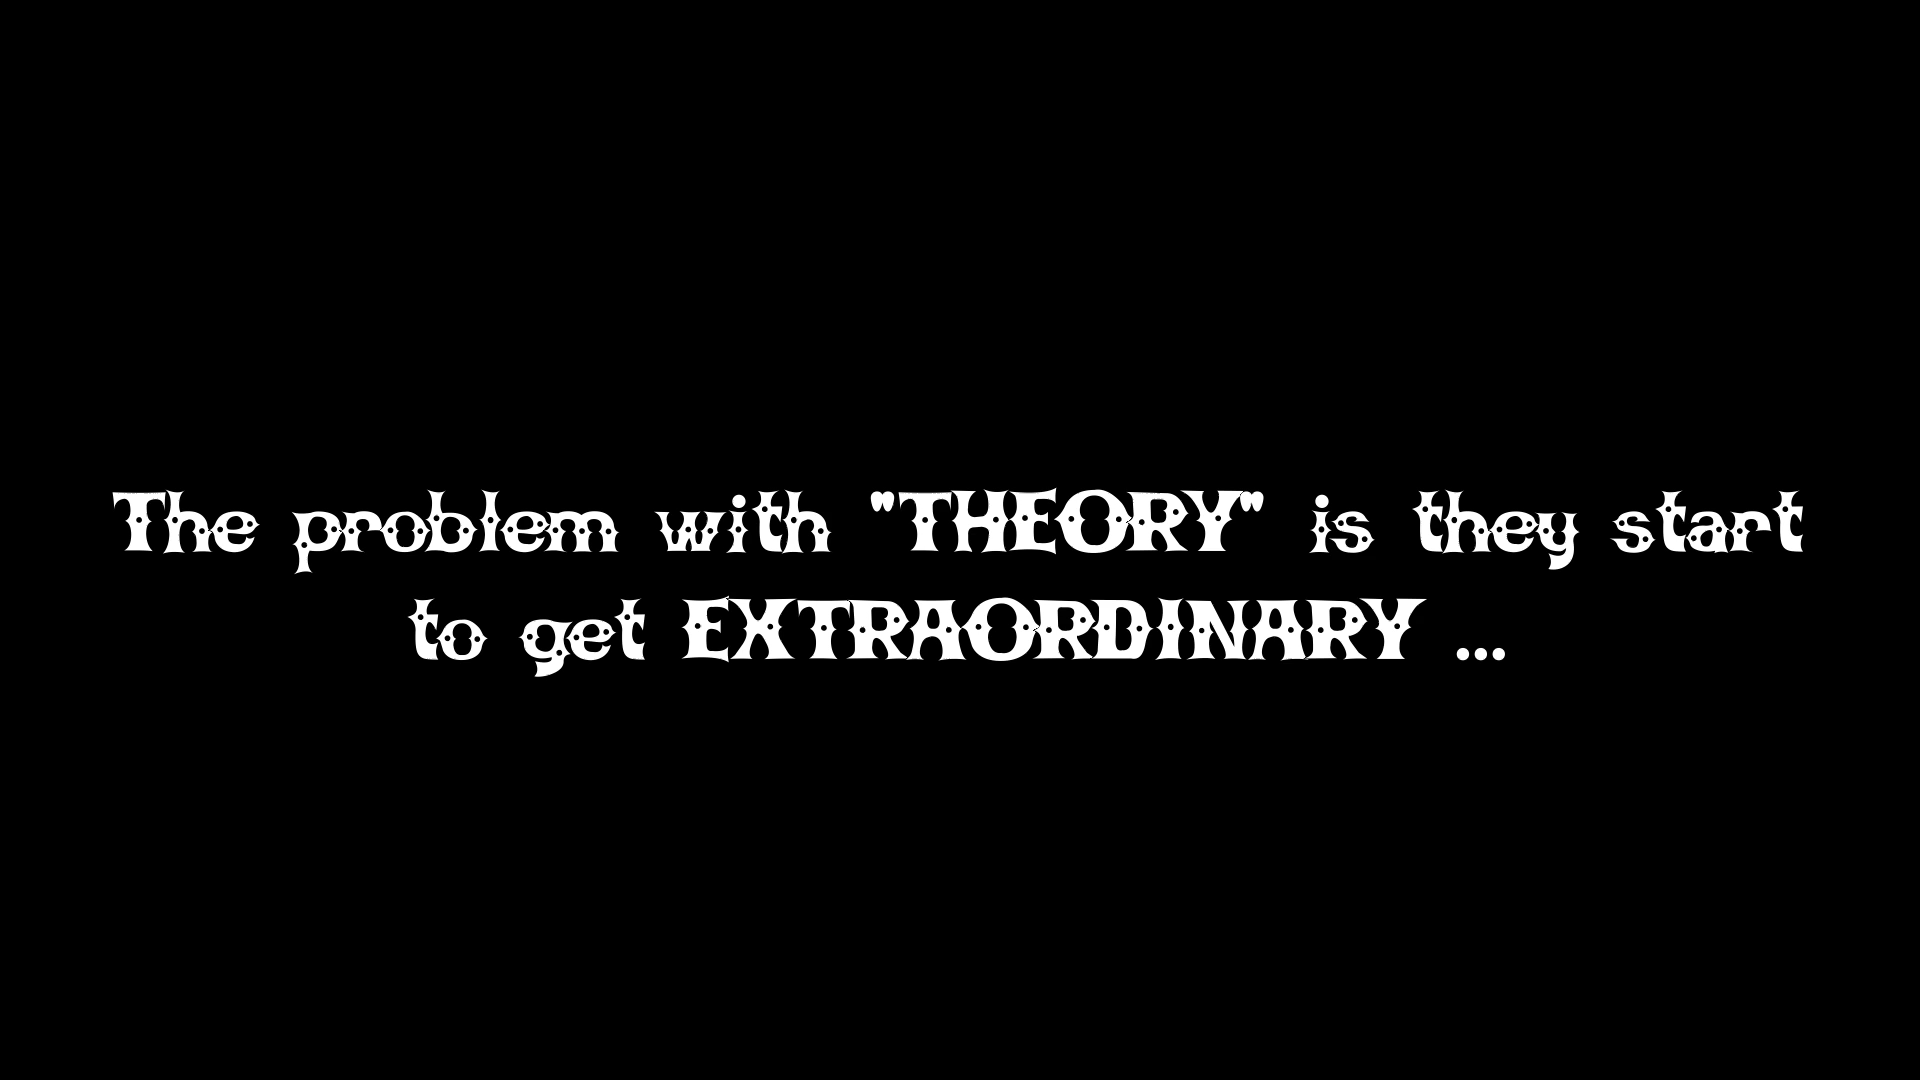 The problem with "THEORY" is they start
to get EXTRAORDINARY ...